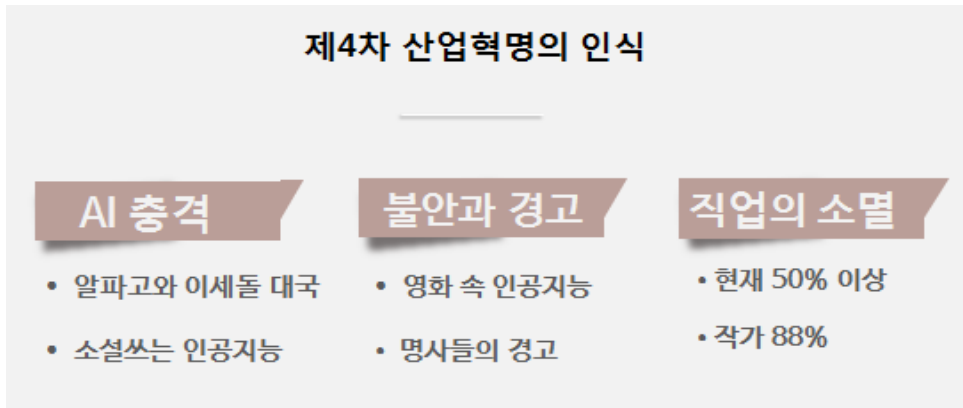 제4차 산업혁명의 인식
AI 충격
• 알파고와 이세돌 대국
• 소설쓰는 인공지능
불안과 경고
• 영화 속 인공지능
• 명사들의 경고
직업의 소멸
• 현재 50% 이상
• 작가 88%